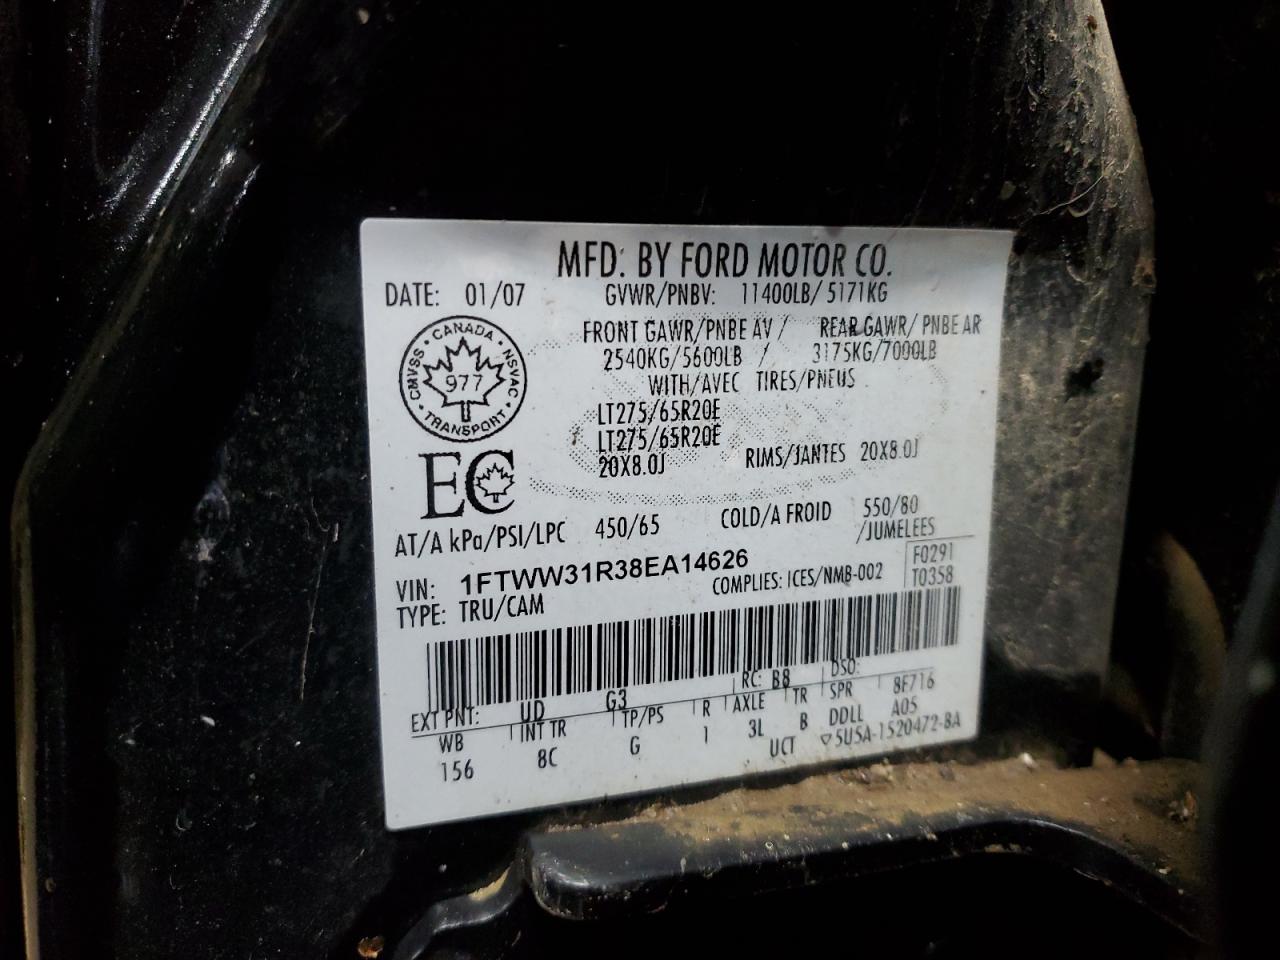 MFD. BY FORD MOTOR CO.
DATE: 01/07
GVWR/PNBV: 11400LB/5171KG
FRONT GAWR/PNBE AV / REAR GAWR/PNBE AR
2540KG/5600LB / 3175KG/7000LB
WITH/AVEC TIRES/PNEUS
LT275/65R20E
LT275/65R20E
20X8.0J RIMS/JANTES 20X8.0J
CANADA
CMVSS 977 NSVAC
TRANSPORT
EC
AT/A kPa/PSI/LPC 450/65 COLD/A FROID 550/80
/JUMELEES
VIN: 1FTWW31R38EA14626
F0291
TYPE: TRU/CAM COMPLIES: ICES/NMB-002 T0358
EXT PNT: UD G3 RC: BB DSO:
WB INT TR TP/PS R AXLE TR SPR 8F716
156 8C G 1 3L B DDLL A05
UCT ▽5U5A-1520472-BA